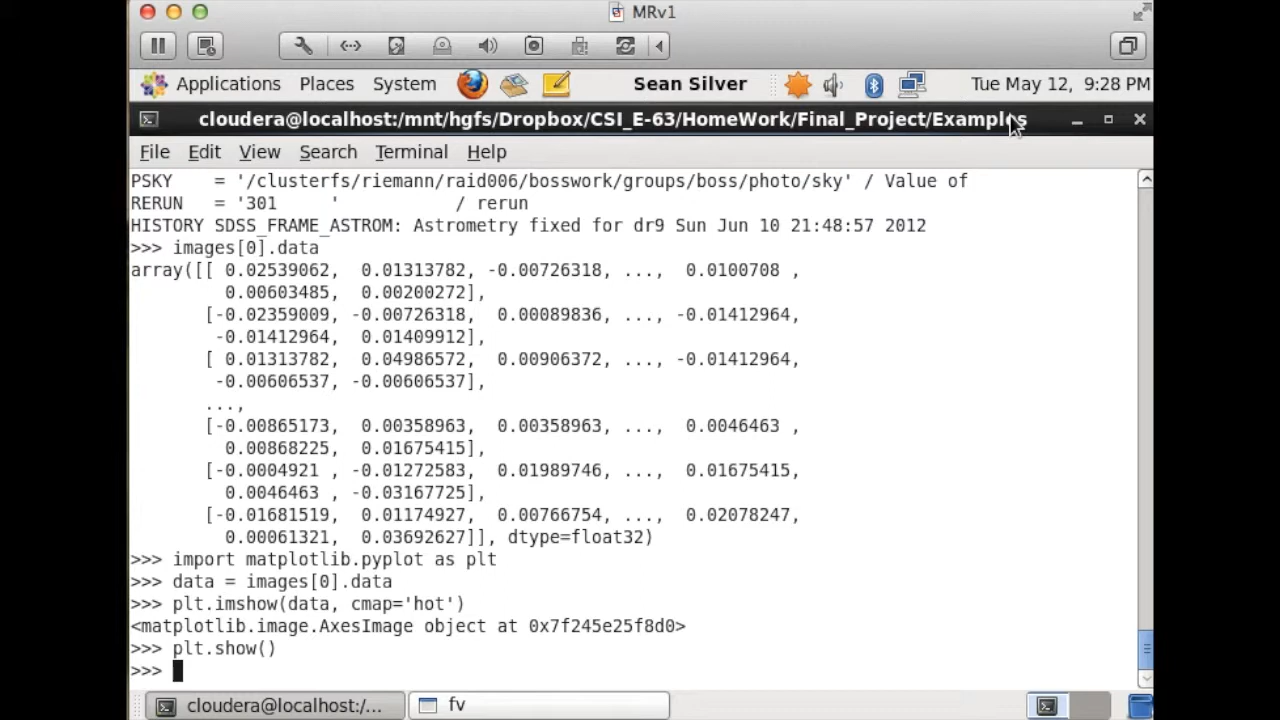 MRv1
Applications Places System Sean Silver Tue May 12, 9:28 PM
cloudera@localhost:/mnt/hgfs/Dropbox/CSI_E-63/HomeWork/Final_Project/Examples
File Edit View Search Terminal Help
PSKY    = '/clusterfs/riemann/raid006/bosswork/groups/boss/photo/sky' / Value of
RERUN   = '301     '           / rerun
HISTORY SDSS_FRAME_ASTROM: Astrometry fixed for dr9 Sun Jun 10 21:48:57 2012
>>> images[0].data
array([[ 0.02539062,  0.01313782, -0.00726318, ...,  0.0100708 ,
         0.00603485,  0.00200272],
       [-0.02359009, -0.00726318,  0.00089836, ..., -0.01412964,
        -0.01412964,  0.01409912],
       [ 0.01313782,  0.04986572,  0.00906372, ..., -0.01412964,
        -0.00606537, -0.00606537],
       ...,
       [-0.00865173,  0.00358963,  0.00358963, ...,  0.0046463 ,
         0.00868225,  0.01675415],
       [-0.0004921 , -0.01272583,  0.01989746, ...,  0.01675415,
         0.0046463 , -0.03167725],
       [-0.01681519,  0.01174927,  0.00766754, ...,  0.02078247,
         0.00061321,  0.03692627]], dtype=float32)
>>> import matplotlib.pyplot as plt
>>> data = images[0].data
>>> plt.imshow(data, cmap='hot')
<matplotlib.image.AxesImage object at 0x7f245e25f8d0>
>>> plt.show()
>>>
cloudera@localhost:/... fv